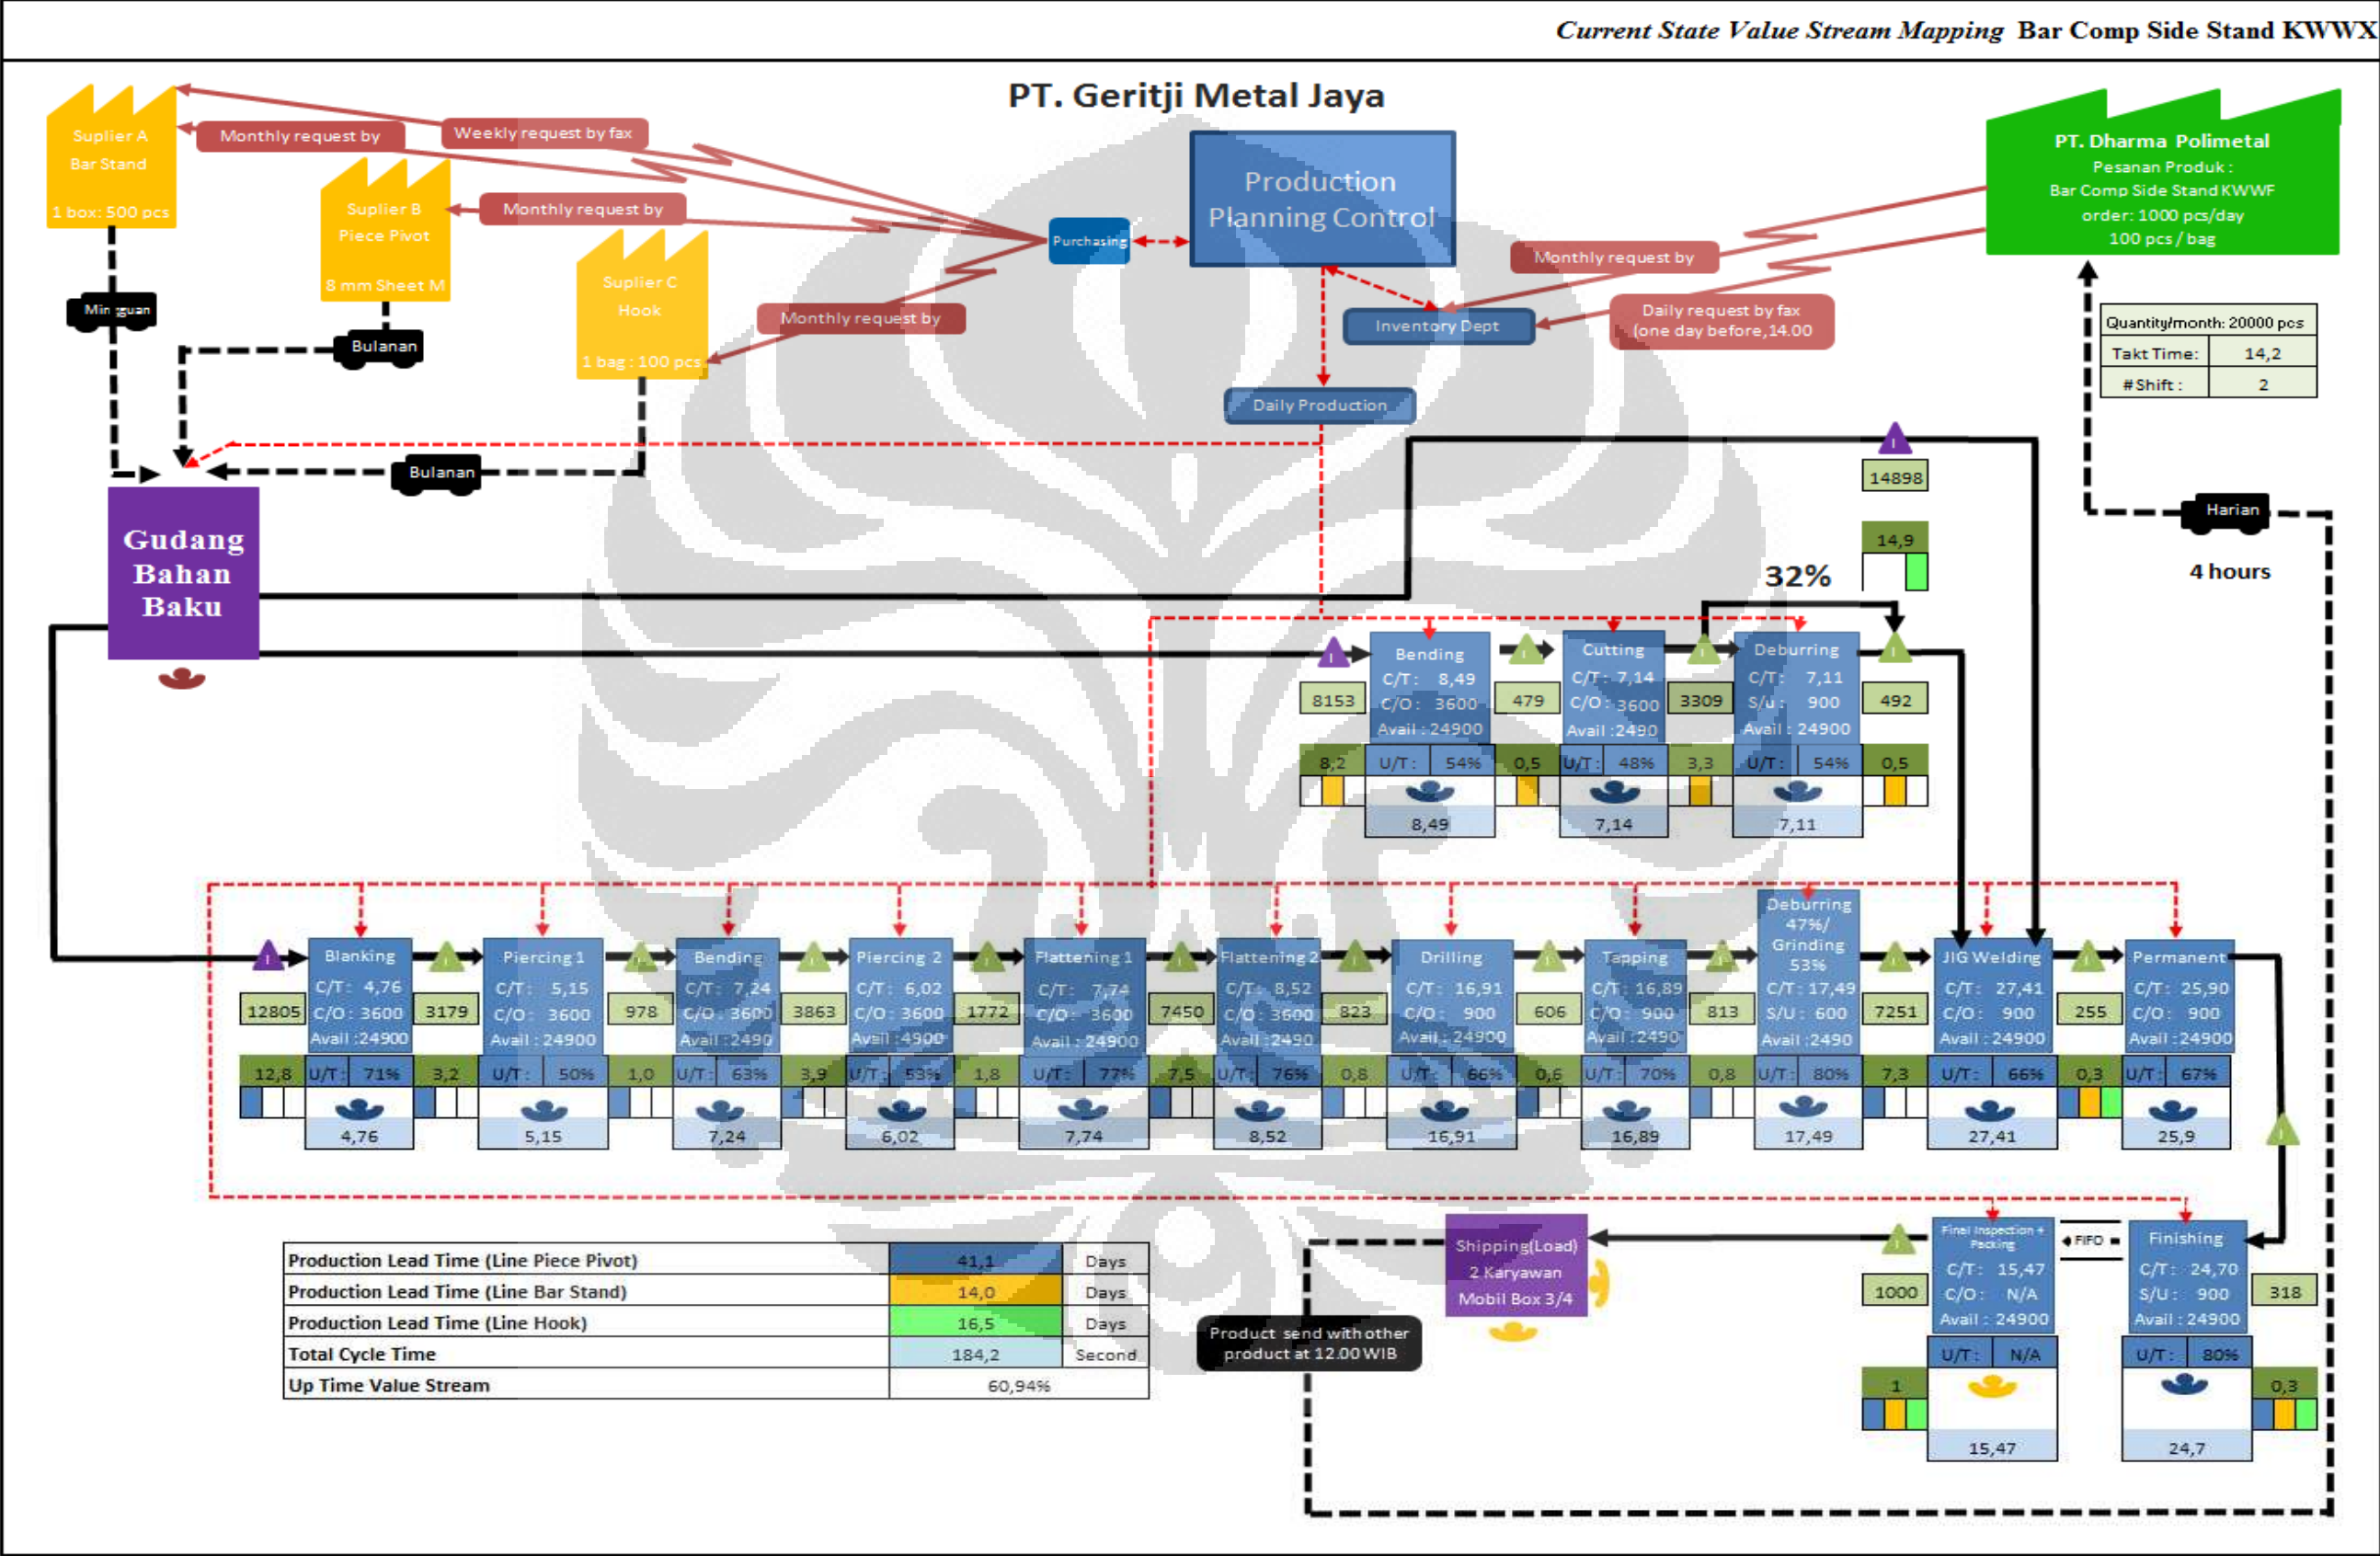 Current State Value Stream Mapping Bar Comp Side Stand KWWX
PT. Geritji Metal Jaya
Suplier A
Bar Stand
1 box: 500 pcs
Monthly request by
Weekly request by fax
Suplier B
Piece Pivot
8 mm Sheet M
Monthly request by
Suplier C
Hook
1 bag : 100 pcs
Monthly request by
Purchasing
Production
Planning Control
Monthly request by
Inventory Dept
Daily request by fax
(one day before,14.00
Daily Production
PT. Dharma Polimetal
Pesanan Produk :
Bar Comp Side Stand KWWF
order: 1000 pcs/day
100 pcs / bag
Quantity/month: 20000 pcs
Takt Time: 14,2
# Shift : 2
Mingguan
Bulanan
Bulanan
Harian
4 hours
Gudang
Bahan
Baku
I
14898
14,9
32%
I
8153
8,2
Bending
C/T: 8,49
C/O: 3600
Avail : 24900
U/T: 54%
8,49
I
479
0,5
Cutting
C/T: 7,14
C/O: 3600
Avail :2490
U/T: 48%
7,14
I
3309
3,3
Deburring
C/T: 7,11
S/u : 900
Avail : 24900
U/T: 54%
7,11
I
492
0,5
I
12805
12,8
Blanking
C/T: 4,76
C/O: 3600
Avail :24900
U/T: 71%
4,76
I
3179
3,2
Piercing 1
C/T: 5,15
C/O: 3600
Avail : 24900
U/T: 50%
5,15
I
978
1,0
Bending
C/T: 7,24
C/O: 3600
Avail :2490
U/T: 63%
7,24
I
3863
3,9
Piercing 2
C/T: 6,02
C/O: 3600
Avail :4900
U/T: 53%
6,02
I
1772
1,8
Flattening 1
C/T: 7,74
C/O: 3600
Avail : 24900
U/T: 77%
7,74
I
7450
7,5
Flattening 2
C/T: 8,52
C/O: 3600
Avail :2490
U/T: 76%
8,52
I
823
0,8
Drilling
C/T: 16,91
C/O: 900
Avail : 24900
U/T: 66%
16,91
I
606
0,6
Tapping
C/T: 16,89
C/O: 900
Avail :2490
U/T: 70%
16,89
I
813
0,8
Deburring
47%/
Grinding
53%
C/T: 17,49
S/U: 600
Avail :2490
U/T: 80%
17,49
I
7251
7,3
JIG Welding
C/T: 27,41
C/O: 900
Avail : 24900
U/T: 66%
27,41
I
255
0,3
Permanent
C/T: 25,90
C/O: 900
Avail :24900
U/T: 67%
25,9
I
318
0,3
Finishing
C/T: 24,70
S/U: 900
Avail : 24900
U/T: 80%
24,7
FIFO
Final Inspection +
Packing
C/T: 15,47
C/O: N/A
Avail : 24900
U/T: N/A
15,47
I
1000
1
Shipping(Load)
2 Karyawan
Mobil Box 3/4
Product send with other
product at 12.00 WIB
Production Lead Time (Line Piece Pivot) 41,1 Days
Production Lead Time (Line Bar Stand) 14,0 Days
Production Lead Time (Line Hook) 16,5 Days
Total Cycle Time 184,2 Second
Up Time Value Stream 60,94%